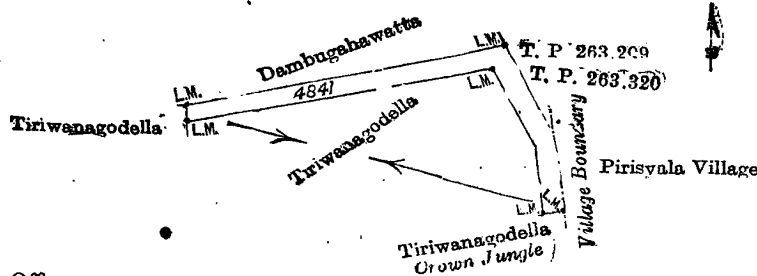 Dambugahawatta
L.M.
T. P. 263.209
T. P. 263.320
L.M.
L.M.
4841
Tiriwanagodella
L.M.
Tiriwanagodella
Village Boundary
Pirisyala Village
L.M.
L.M.
Tiriwanagodella
Crown Jungle